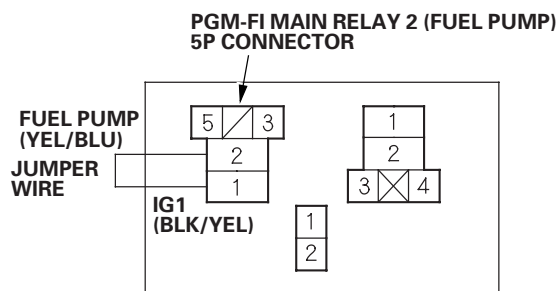 PGM-FI MAIN RELAY 2 (FUEL PUMP)
5P CONNECTOR
FUEL PUMP
(YEL/BLU)
JUMPER
WIRE
IG1
(BLK/YEL)
5 3
2
1
1
2
3 4
1
2